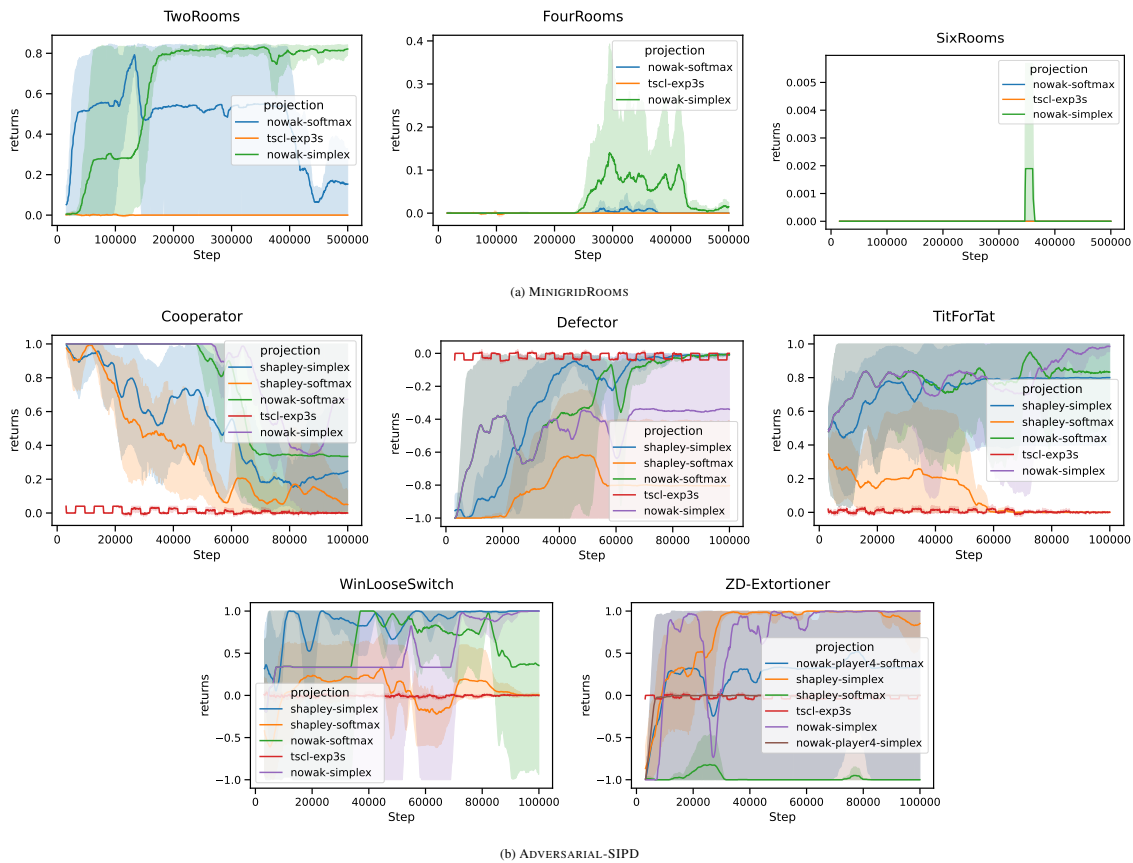 TwoRooms
FourRooms
SixRooms
0.8
0.6
0.4
0.2
0.0
returns
projection
nowak-softmax
tscl-exp3s
nowak-simplex
0 100000 200000 300000 400000 500000
Step
0.4
0.3
0.2
0.1
0.0
returns
projection
nowak-softmax
tscl-exp3s
nowak-simplex
0 100000 200000 300000 400000 500000
Step
0.005
0.004
0.003
0.002
0.001
0.000
returns
projection
nowak-softmax
tscl-exp3s
nowak-simplex
0 100000 200000 300000 400000 500000
Step
(a) MINIGRIDROOMS
Cooperator
1.0
0.8
0.6
0.4
0.2
0.0
returns
projection
shapley-simplex
shapley-softmax
nowak-softmax
tscl-exp3s
nowak-simplex
0 20000 40000 60000 80000 100000
Step
Defector
0.0
−0.2
−0.4
−0.6
−0.8
−1.0
returns
projection
shapley-simplex
shapley-softmax
nowak-softmax
tscl-exp3s
nowak-simplex
0 20000 40000 60000 80000 100000
Step
TitForTat
1.0
0.8
0.6
0.4
0.2
0.0
returns
projection
shapley-simplex
shapley-softmax
nowak-softmax
tscl-exp3s
nowak-simplex
0 20000 40000 60000 80000 100000
Step
WinLooseSwitch
1.0
0.5
0.0
−0.5
−1.0
returns
projection
shapley-simplex
shapley-softmax
nowak-softmax
tscl-exp3s
nowak-simplex
0 20000 40000 60000 80000 100000
Step
ZD-Extortioner
1.0
0.5
0.0
−0.5
−1.0
returns
projection
nowak-player4-softmax
shapley-simplex
shapley-softmax
tscl-exp3s
nowak-simplex
nowak-player4-simplex
0 20000 40000 60000 80000 100000
Step
(b) ADVERSARIAL-SIPD